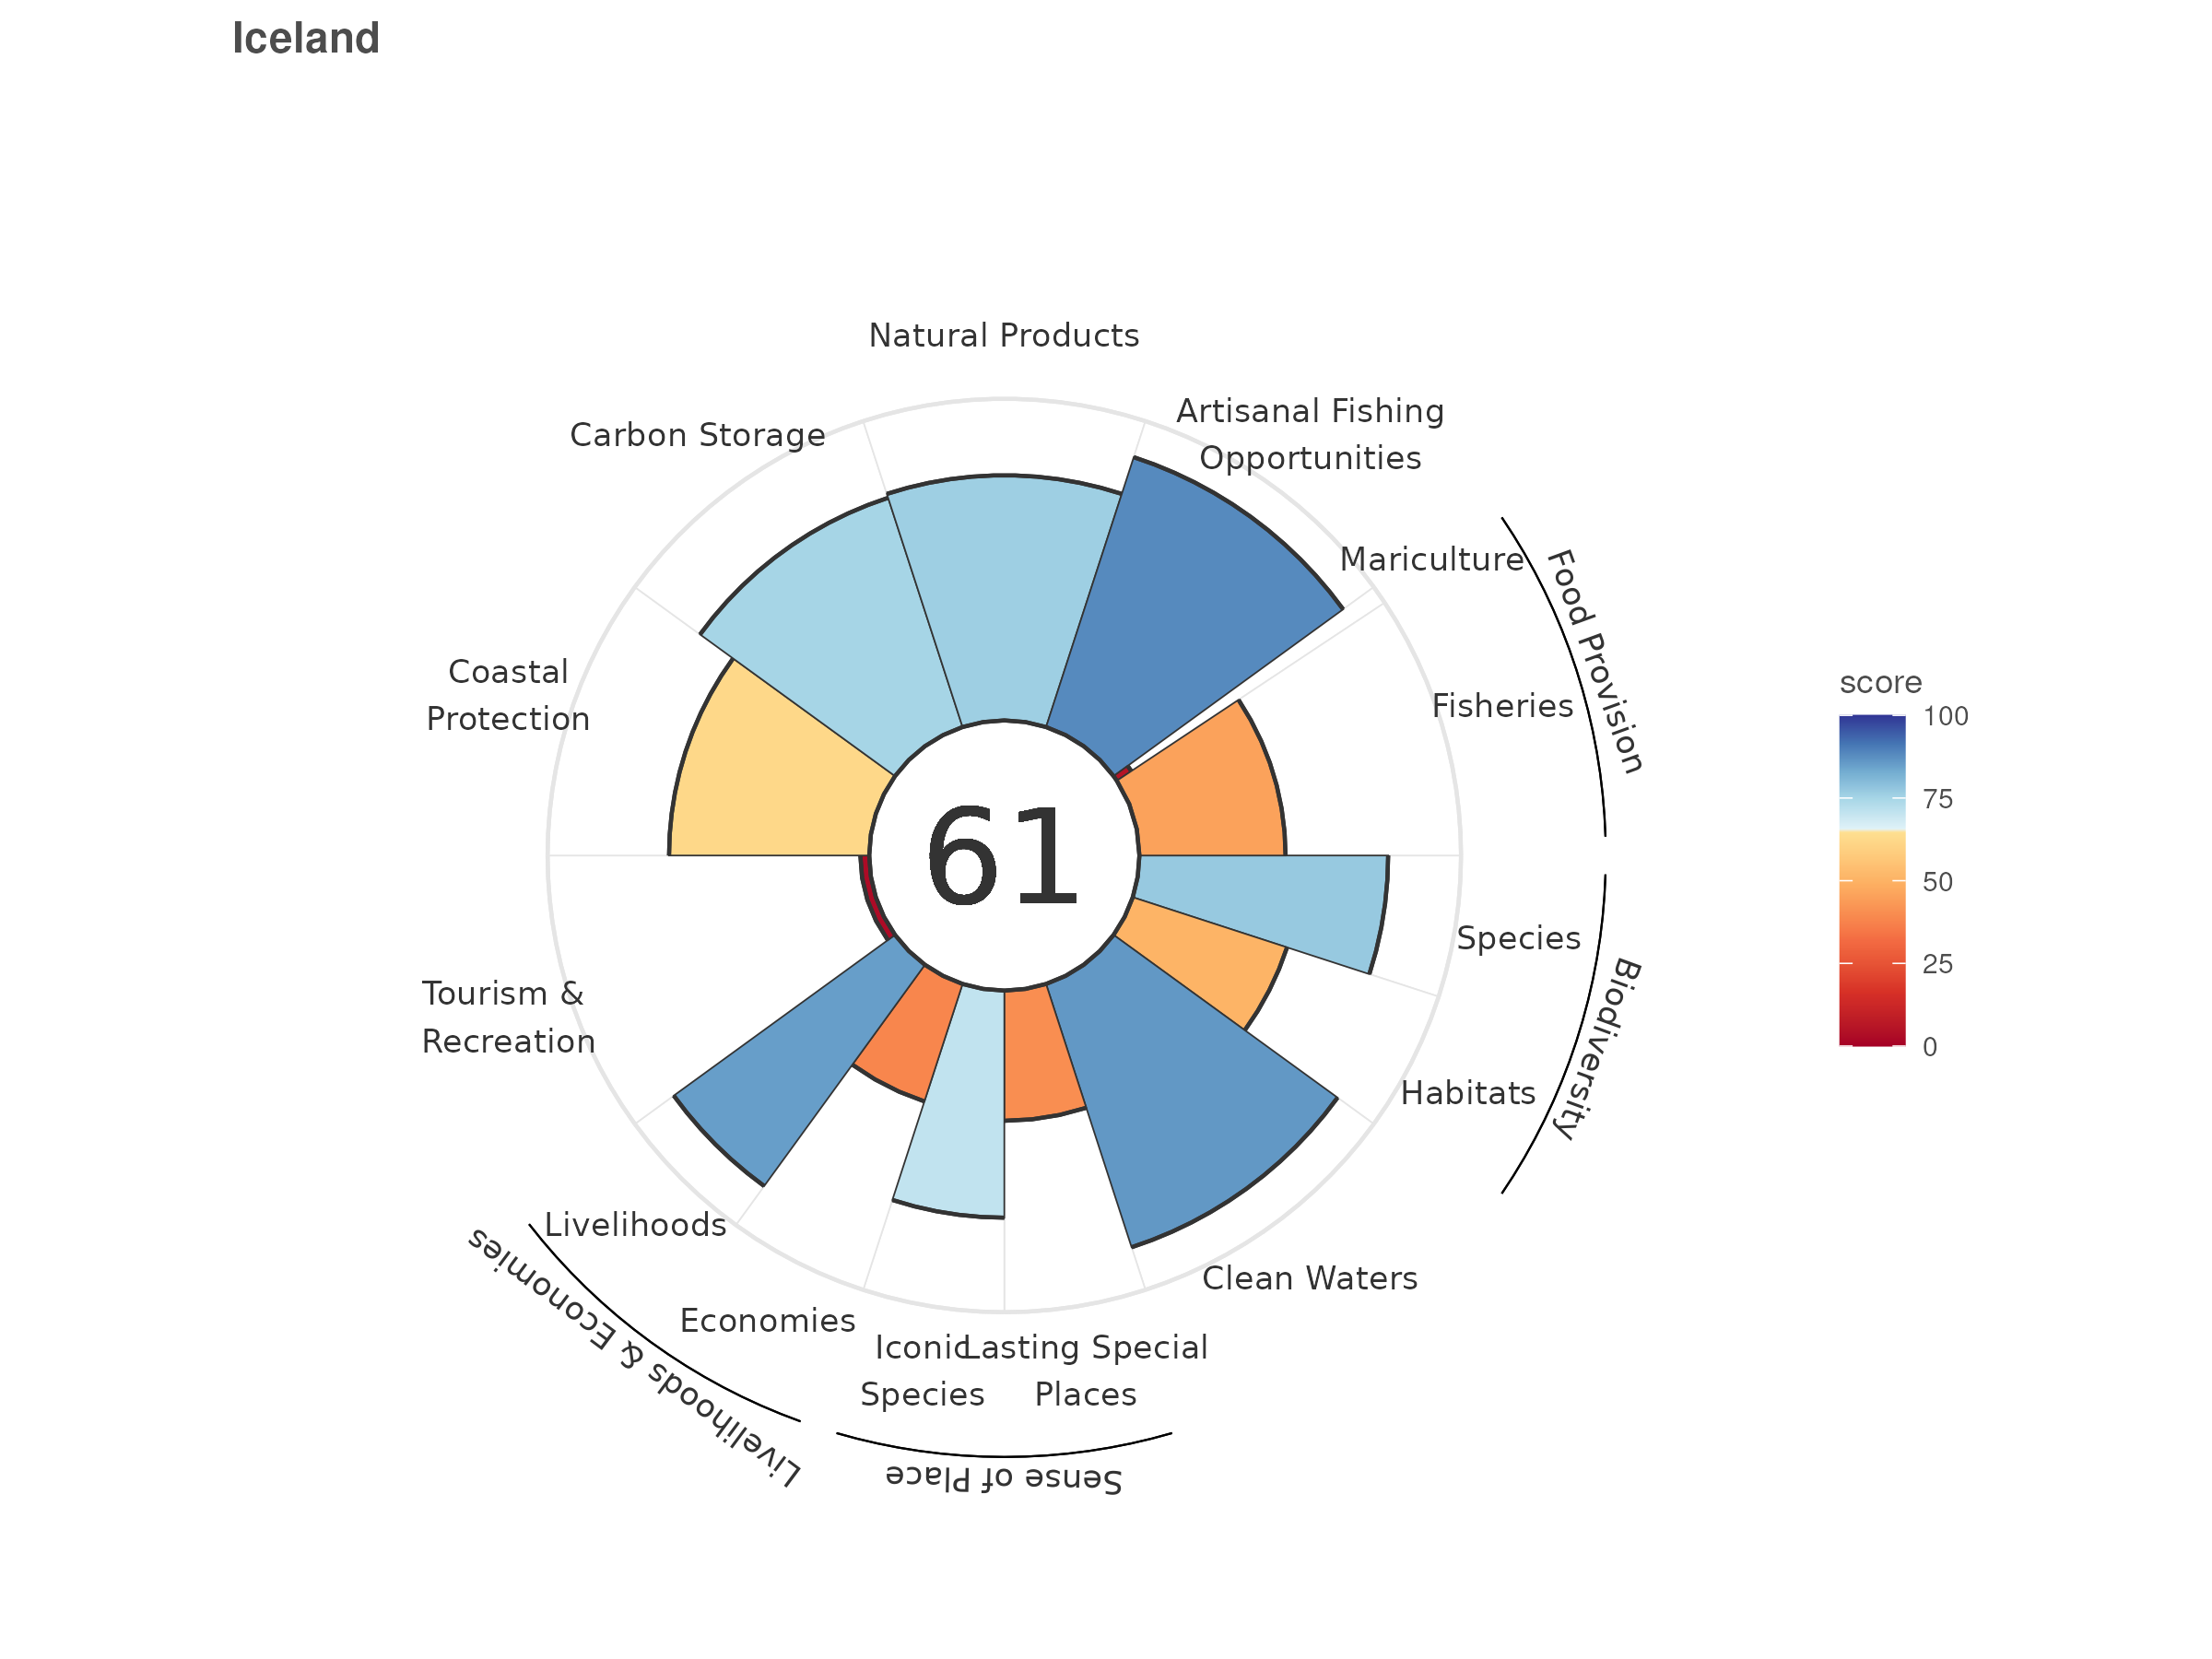 Iceland
Natural Products
Artisanal Fishing
Opportunities
Carbon Storage
Mariculture
Food Provision
Fisheries
Coastal
Protection
score
100
75
50
25
0
61
Species
Biodiversity
Habitats
Tourism &
Recreation
Livelihoods
Livelihoods & Economies
Economies
Clean Waters
Iconic
Species
Lasting Special
Places
Sense of Place